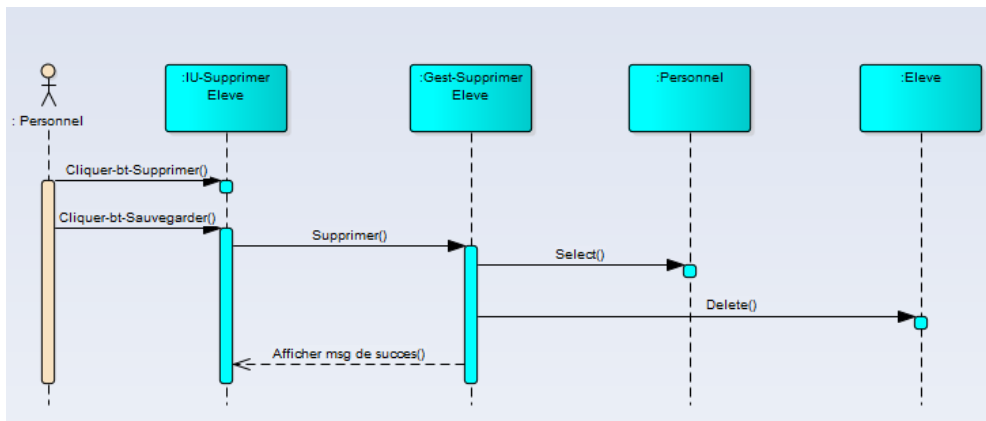 :IU-Supprimer
Eleve
:Gest-Supprimer
Eleve
:Personnel
:Eleve
: Personnel
Cliquer-bt-Supprimer()
Cliquer-bt-Sauvegarder()
Supprimer()
Select()
Delete()
Afficher msg de succes()